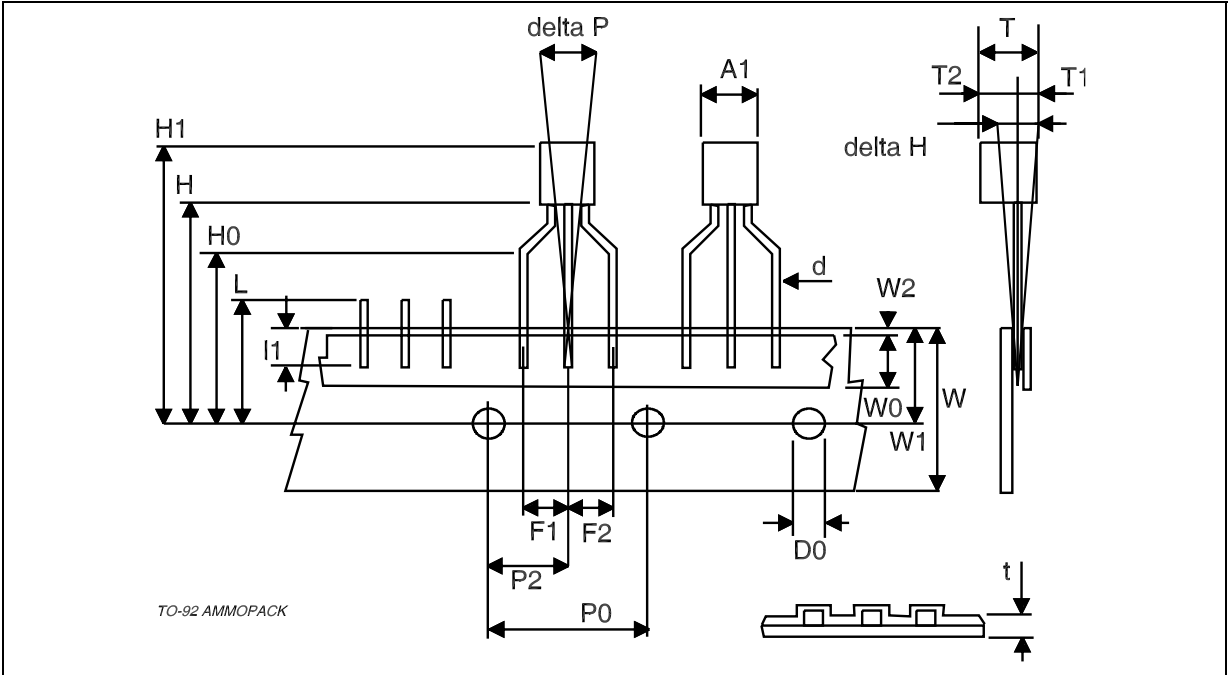 delta P
T
A1
T2
T1
H1
delta H
H
H0
d
L
W2
l1
W0
W
W1
F1
F2
D0
P2
t
TO-92 AMMOPACK
P0